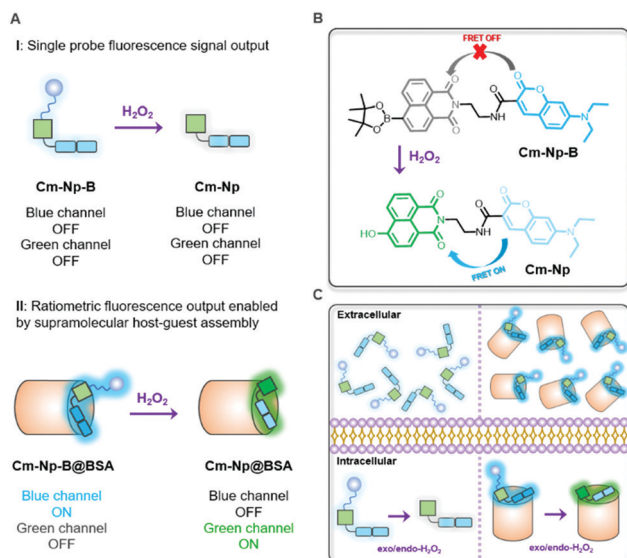 A
I: Single probe fluorescence signal output
H2O2
Cm-Np-B
Cm-Np
Blue channel
OFF
Green channel
OFF
Blue channel
OFF
Green channel
OFF
II: Ratiometric fluorescence output enabled
by supramolecular host-guest assembly
H2O2
Cm-Np-B@BSA
Cm-Np@BSA
Blue channel
ON
Green channel
OFF
Blue channel
OFF
Green channel
ON
B
FRET OFF
O
O
O
O
N
O
B
O
N
H
O
N
Cm-Np-B
H2O2
O
O
O
O
N
O
N
H
N
HO
O
FRET ON
Cm-Np
C
Extracellular
Intracellular
exo/endo-H2O2
exo/endo-H2O2